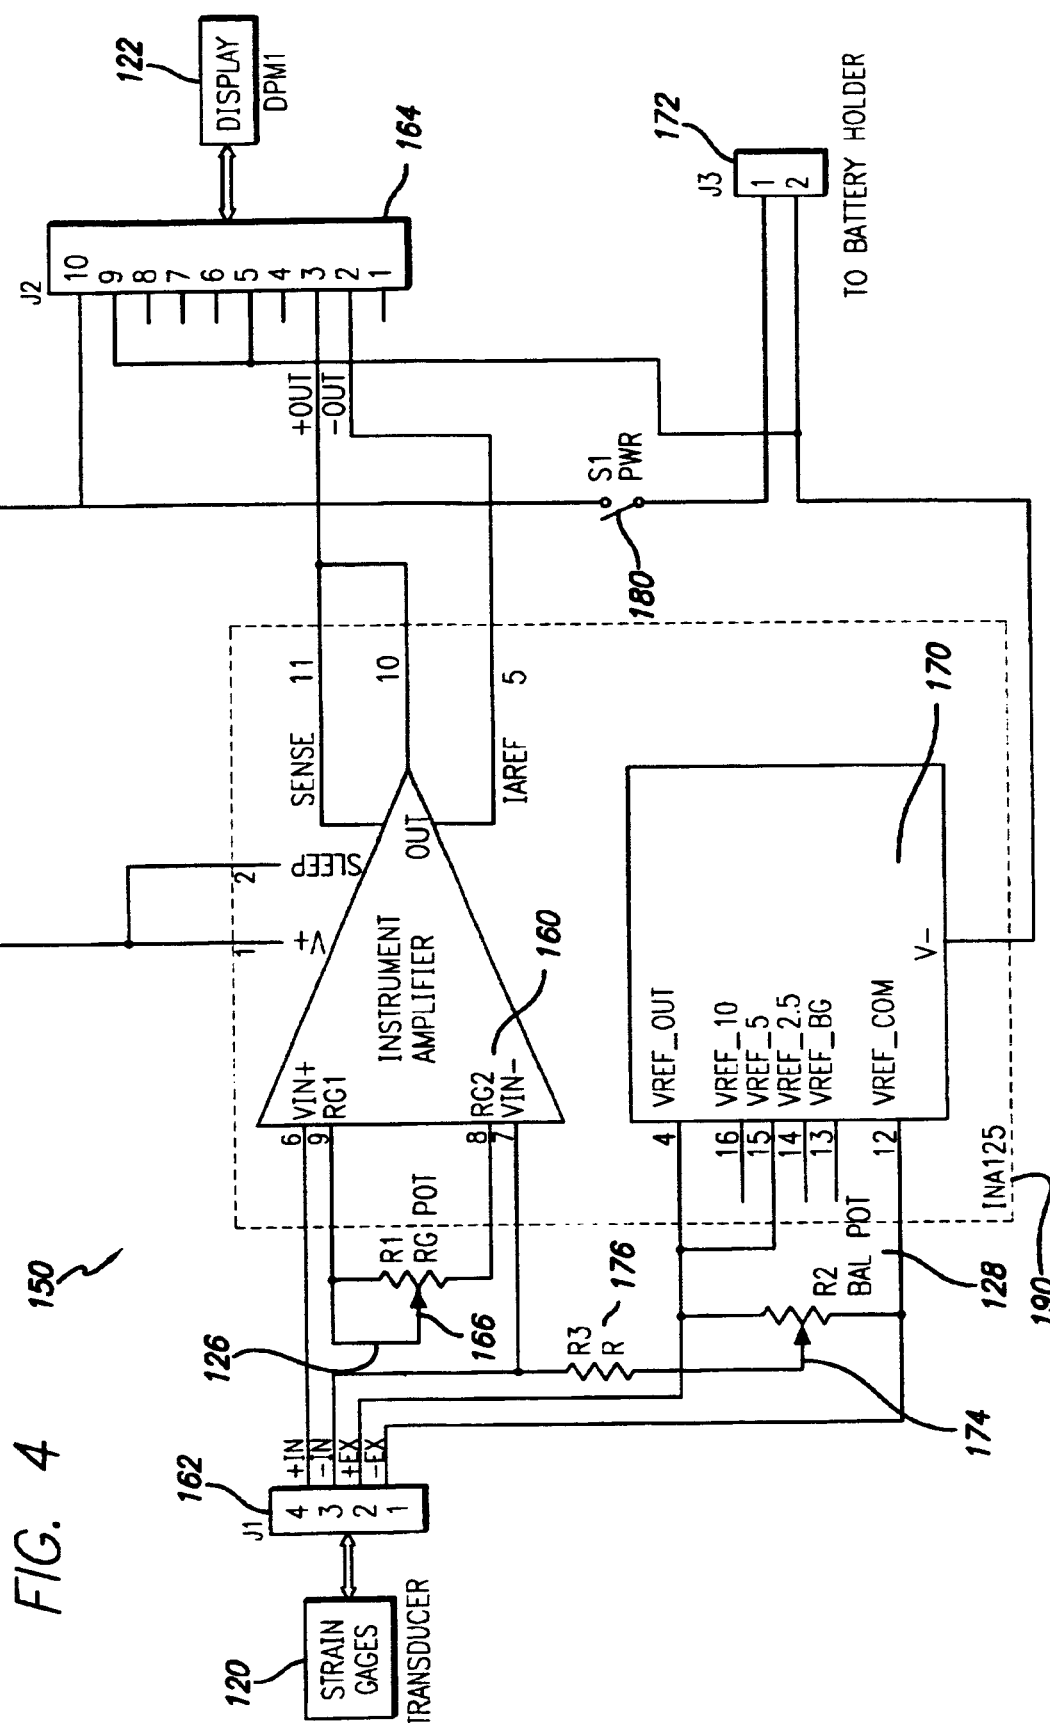 FIG. 4
150
120
STRAIN
GAGES
TRANSDUCER
162
J1
4
3
2
1
+IN
-IN
+EX
-EX
126
166
R1
RG POT
R3
R
176
174
R2
BAL POT
128
190
INA125
6
9
8
7
VIN+
RG1
RG2
VIN-
INSTRUMENT
AMPLIFIER
160
OUT
1
V+
2
SLEEP
SENSE
11
10
IAREF
5
4
16
15
14
13
12
VREF_OUT
VREF_10
VREF_5
VREF_2.5
VREF_BG
VREF_COM
V-
170
180
S1
PWR
+OUT
-OUT
J2
10
9
8
7
6
5
4
3
2
1
164
122
DISPLAY
DPM1
172
J3
1
2
TO BATTERY HOLDER